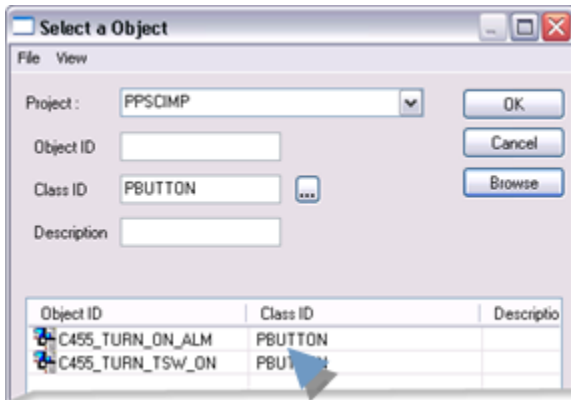 Select a Object
File View
Project : PPSCIMP OK
Object ID Cancel
Class ID PBUTTON ... Browse
Description
Object ID Class ID Descriptio
C455_TURN_ON_ALM PBUTTON
C455_TURN_TSW_ON